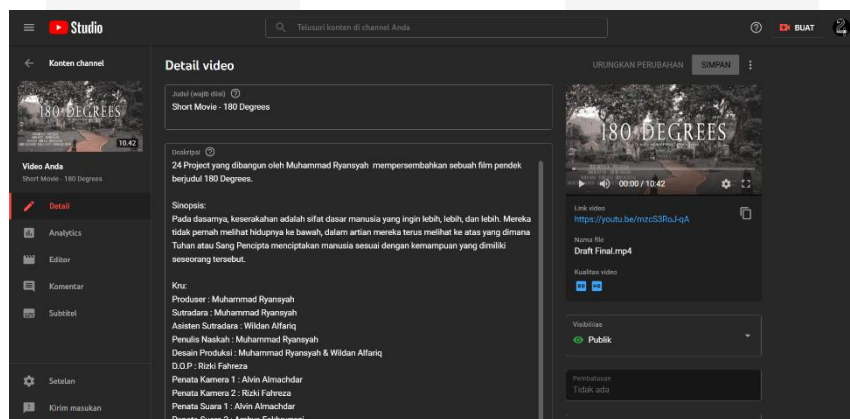 Studio
Telusuri konten di channel Anda
BUAT
Konten channel
180 DEGREES
10.42
Video Anda
Short Movie - 180 Degrees
Detail
Analytics
Editor
Komentar
Subtitel
Setelan
Kirim masukan
Detail video
URUNGKAN PERUBAHAN
SIMPAN
Judul (wajib diisi)
Short Movie - 180 Degrees
Deskripsi
24 Project yang dibangun oleh Muhammad Ryansyah mempersembahkan sebuah film pendek
berjudul 180 Degrees.
Sinopsis:
Pada dasarnya, keserakahan adalah sifat dasar manusia yang ingin lebih, lebih, dan lebih. Mereka
tidak pernah melihat hidupnya ke bawah, dalam artian mereka terus melihat ke atas yang dimana
Tuhan atau Sang Pencipta menciptakan manusia sesuai dengan kemampuan yang dimiliki
seseorang tersebut.
Kru:
Produser : Muhammad Ryansyah
Sutradara : Muhammad Ryansyah
Asisten Sutradara : Wildan Alfariq
Penulis Naskah : Muhammad Ryansyah
Desain Produksi : Muhammad Ryansyah & Wildan Alfariq
D.O.P : Rizki Fahreza
Penata Kamera 1 : Alvin Almachdar
Penata Kamera 2 : Rizki Fahreza
Penata Suara 1 : Alvin Almachdar
180 DEGREES
00:00 / 10:42
Link video
https://youtu.be/mzcS3RoJ-qA
Nama file
Draft Final.mp4
Kualitas video
Visibilitas
Publik
Pembatasan
Tidak ada